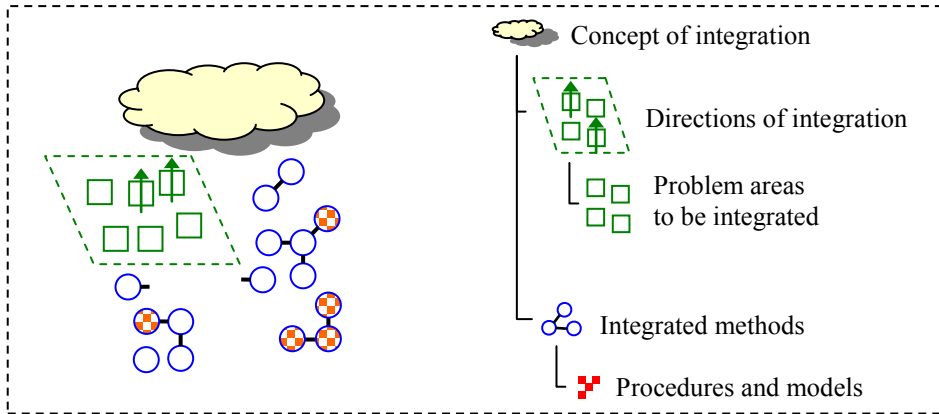 Concept of integration
Directions of integration
Problem areas
to be integrated
Integrated methods
Procedures and models